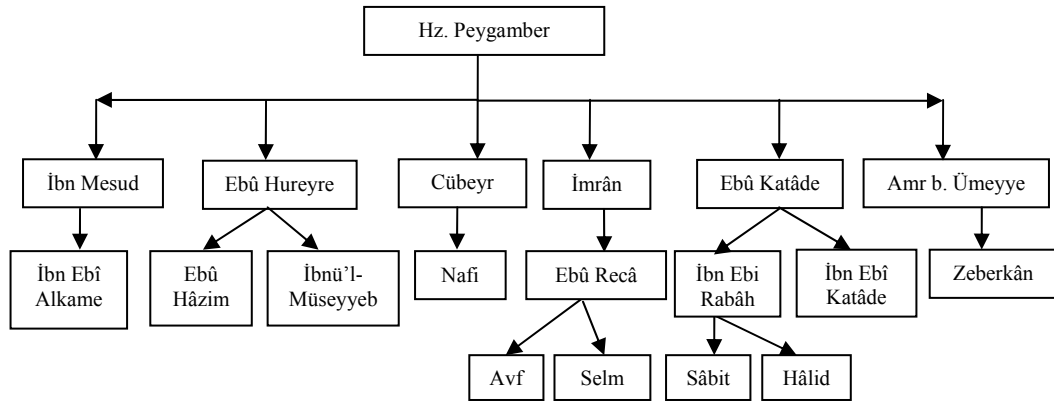 Hz. Peygamber
İbn Mesud
Ebû Hureyre
Cübeyr
İmrân
Ebû Katâde
Amr b. Ümeyye
İbn Ebî
Alkame
Ebû
Hâzim
İbnü’l-
Müseyyeb
Nafi
Ebû Recâ
İbn Ebi
Rabâh
İbn Ebî
Katâde
Zeberkân
Avf
Selm
Sâbit
Hâlid